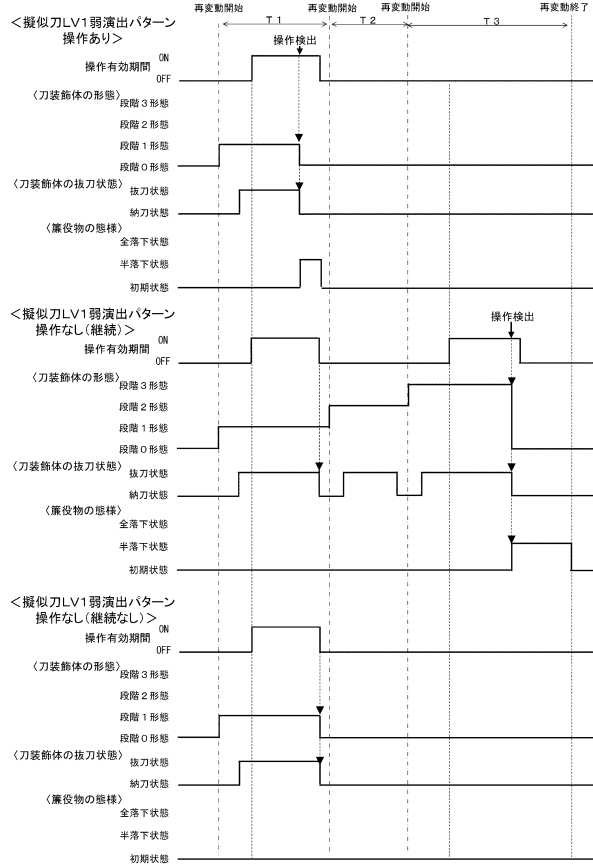 再変動開始 再変動開始 再変動開始 再変動終了
T1 T2 T3
＜擬似刀LV1弱演出パターン
操作あり＞
操作検出
操作有効期間 ON
OFF
〈刀装飾体の形態〉
段階3形態
段階2形態
段階1形態
段階0形態
〈刀装飾体の抜刀状態〉
抜刀状態
納刀状態
〈簾役物の態様〉
全落下状態
半落下状態
初期状態
＜擬似刀LV1弱演出パターン
操作なし(継続)＞
操作検出
操作有効期間 ON
OFF
〈刀装飾体の形態〉
段階3形態
段階2形態
段階1形態
段階0形態
〈刀装飾体の抜刀状態〉
抜刀状態
納刀状態
〈簾役物の態様〉
全落下状態
半落下状態
初期状態
＜擬似刀LV1弱演出パターン
操作なし(継続なし)＞
操作有効期間 ON
OFF
〈刀装飾体の形態〉
段階3形態
段階2形態
段階1形態
段階0形態
〈刀装飾体の抜刀状態〉
抜刀状態
納刀状態
〈簾役物の態様〉
全落下状態
半落下状態
初期状態